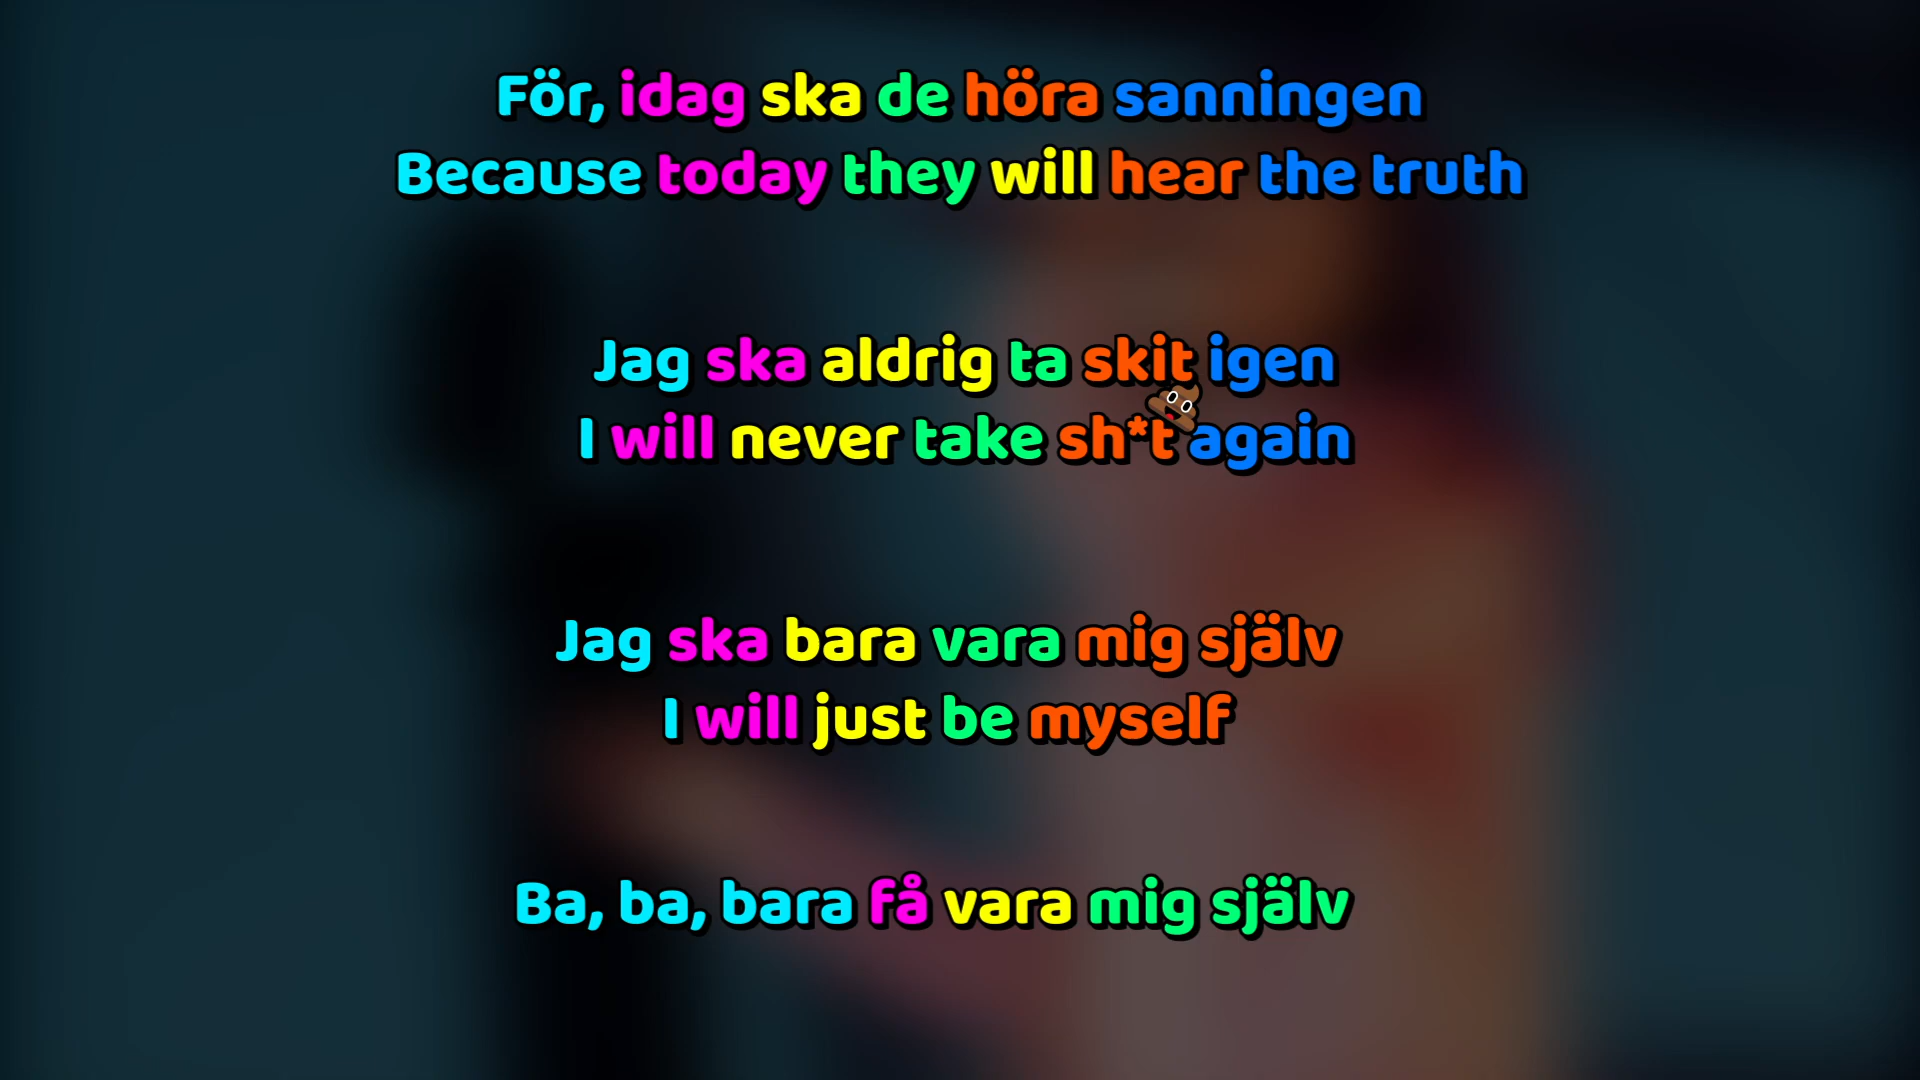 För, idag ska de höra sanningen
Because today they will hear the truth
Jag ska aldrig ta skit igen
I will never take sh*t again
Jag ska bara vara mig själv
I will just be myself
Ba, ba, bara få vara mig själv